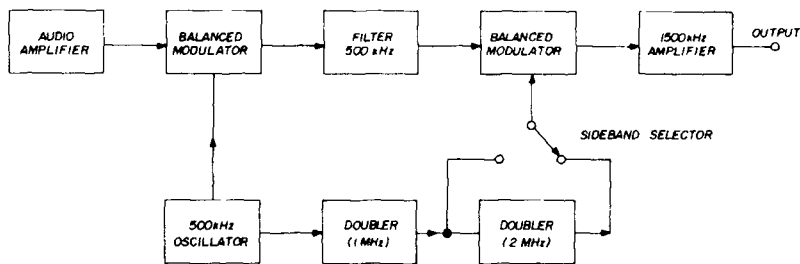 AUDIO
AMPLIFIER
BALANCED
MODULATOR
FILTER
500 kHz
BALANCED
MODULATOR
1500kHz
AMPLIFIER
OUTPUT
SIDEBAND SELECTOR
500kHz
OSCILLATOR
DOUBLER
(1 MHz)
DOUBLER
(2 MHz)